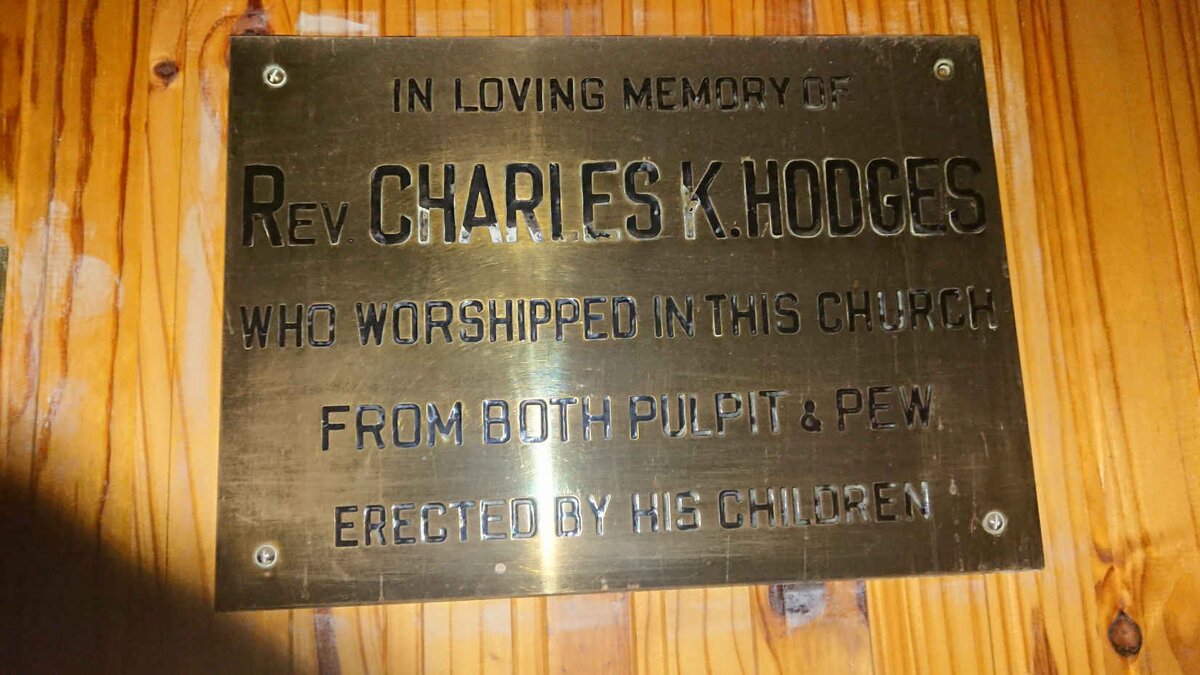 IN LOVING MEMORY OF
REV. CHARLES K. HODGES
WHO WORSHIPPED IN THIS CHURCH
FROM BOTH PULPIT & PEW
ERECTED BY HIS CHILDREN